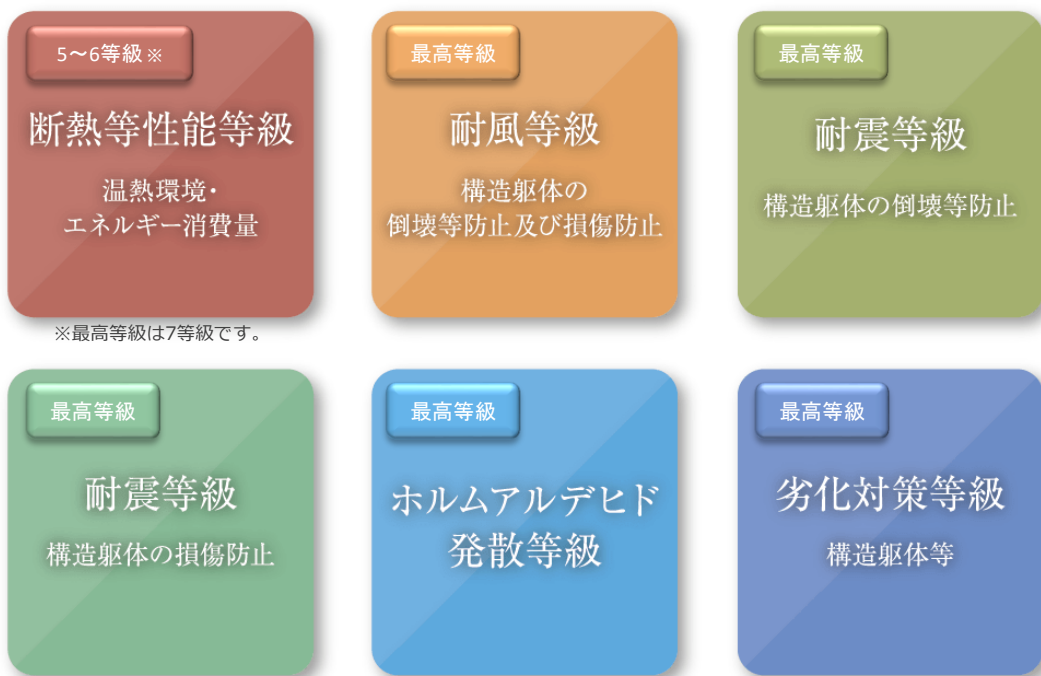 5〜6等級※
断熱等性能等級
温熱環境・
エネルギー消費量
※最高等級は7等級です。
最高等級
耐風等級
構造躯体の
倒壊等防止及び損傷防止
最高等級
耐震等級
構造躯体の倒壊等防止
最高等級
耐震等級
構造躯体の損傷防止
最高等級
ホルムアルデヒド
発散等級
最高等級
劣化対策等級
構造躯体等